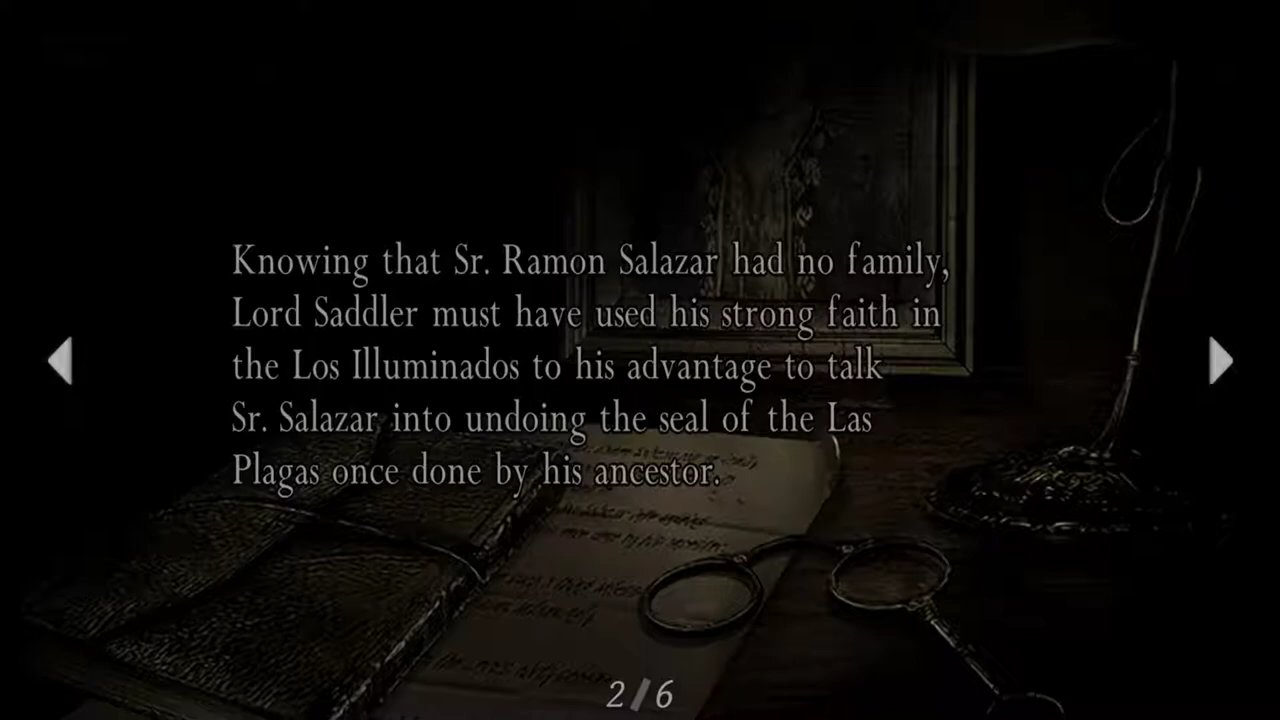 Knowing that Sr. Ramon Salazar had no family,
Lord Saddler must have used his strong faith in
the Los Illuminados to his advantage to talk
Sr. Salazar into undoing the seal of the Las
Plagas once done by his ancestor.
2/6